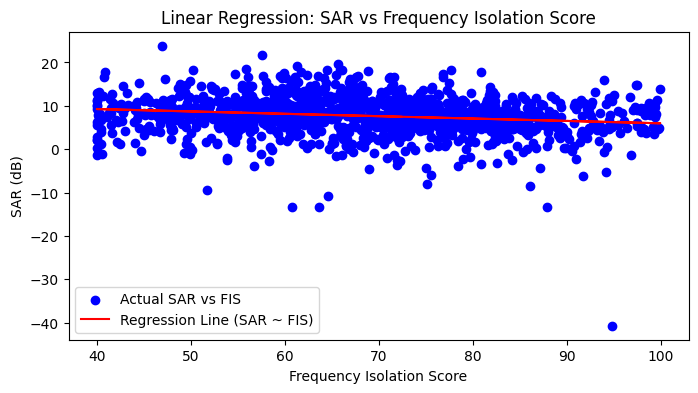 Linear Regression: SAR vs Frequency Isolation Score
SAR (dB)
20
10
0
−10
−20
−30
−40
Actual SAR vs FIS
Regression Line (SAR ~ FIS)
40 50 60 70 80 90 100
Frequency Isolation Score